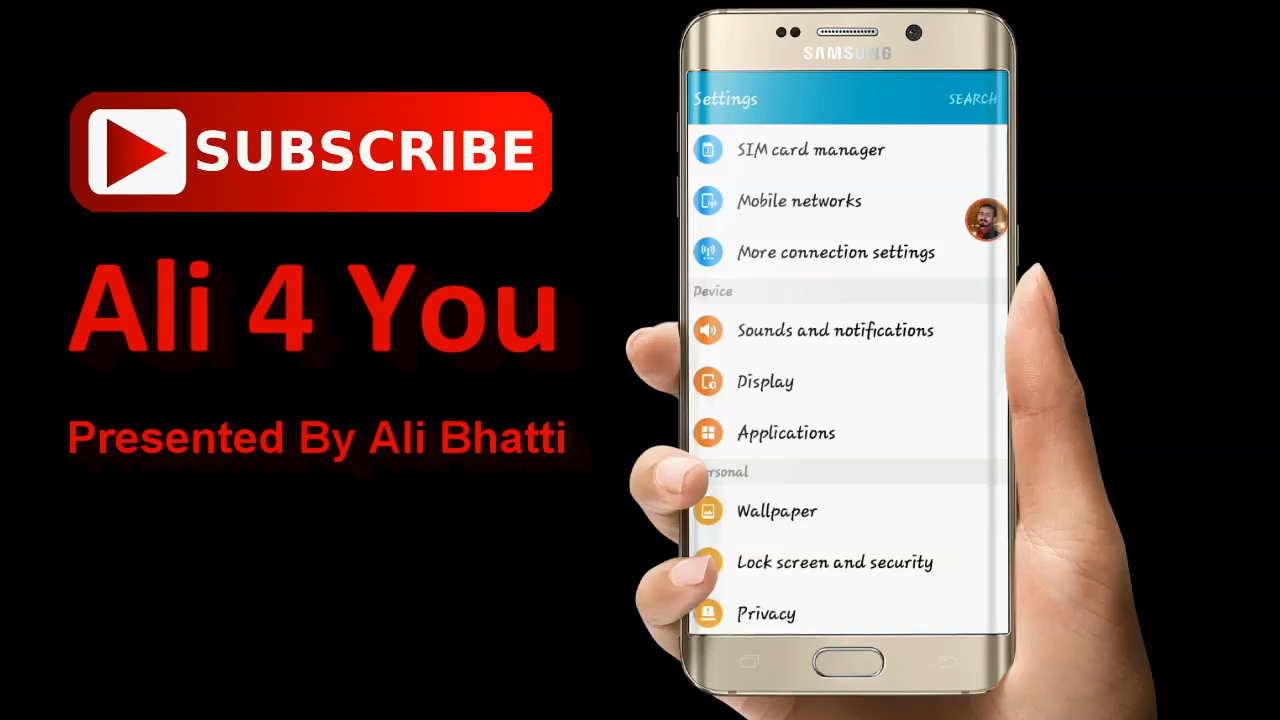 SUBSCRIBE
Ali 4 You
Presented By Ali Bhatti
SAMSUNG
Settings SEARCH
SIM card manager
Mobile networks
More connection settings
Device
Sounds and notifications
Display
Applications
ersonal
Wallpaper
Lock screen and security
Privacy